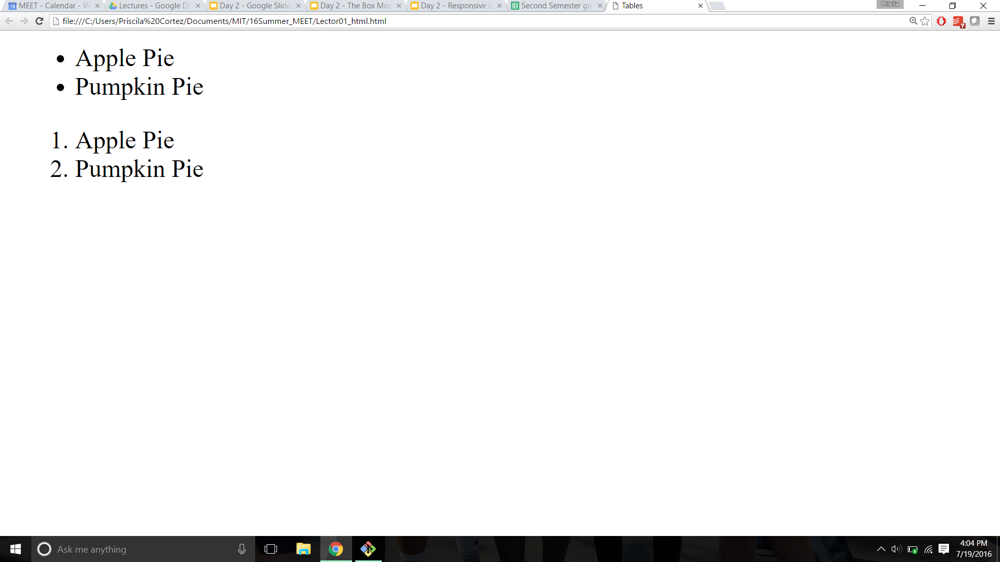 MEET - Calendar - W
Lectures - Google Dr
Day 2 - Google Slide
Day 2 - The Box Mod
Day 2 - Responsive D
Second Semester gro
Tables
Priscila
file:///C:/Users/Priscila%20Cortez/Documents/MIT/16Summer_MEET/Lector01_html.html
• Apple Pie
• Pumpkin Pie
1. Apple Pie
2. Pumpkin Pie
Ask me anything
4:04 PM
7/19/2016